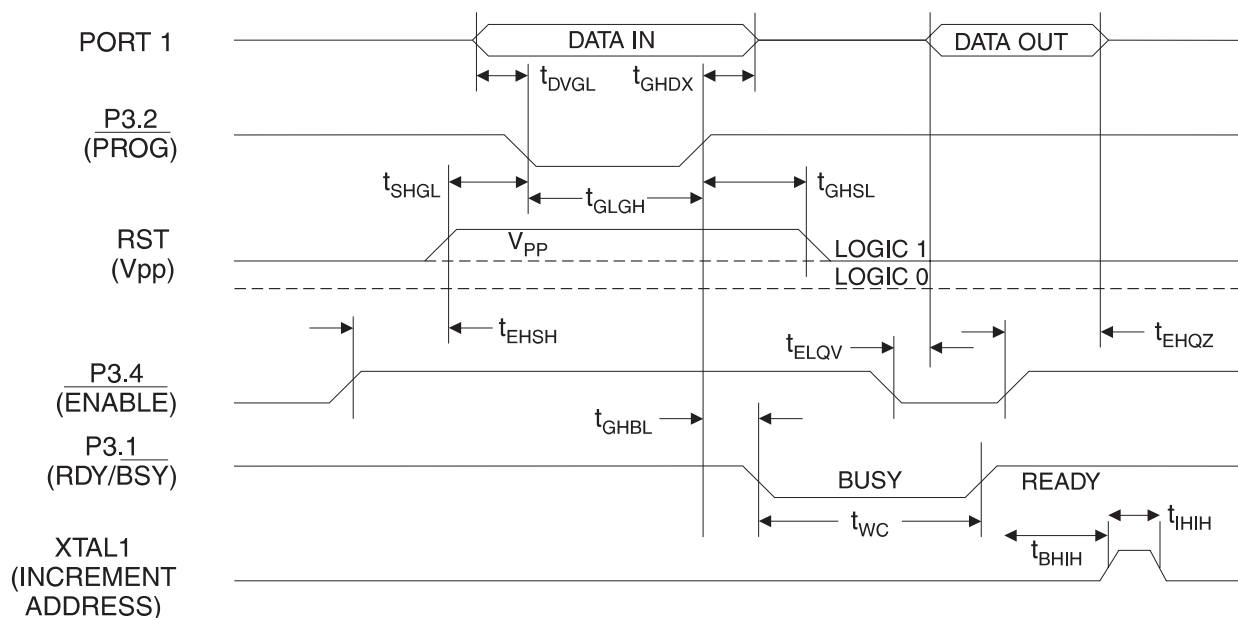 PORT 1
DATA IN
DATA OUT
tDVGL
tGHDX
P3.2
(PROG)
tSHGL
tGLGH
tGHSL
RST
(Vpp)
VPP
LOGIC 1
LOGIC 0
tEHSH
tELQV
tEHQZ
P3.4
(ENABLE)
tGHBL
P3.1
(RDY/BSY)
BUSY
READY
tWC
tIHIH
tBHIH
XTAL1
(INCREMENT
ADDRESS)